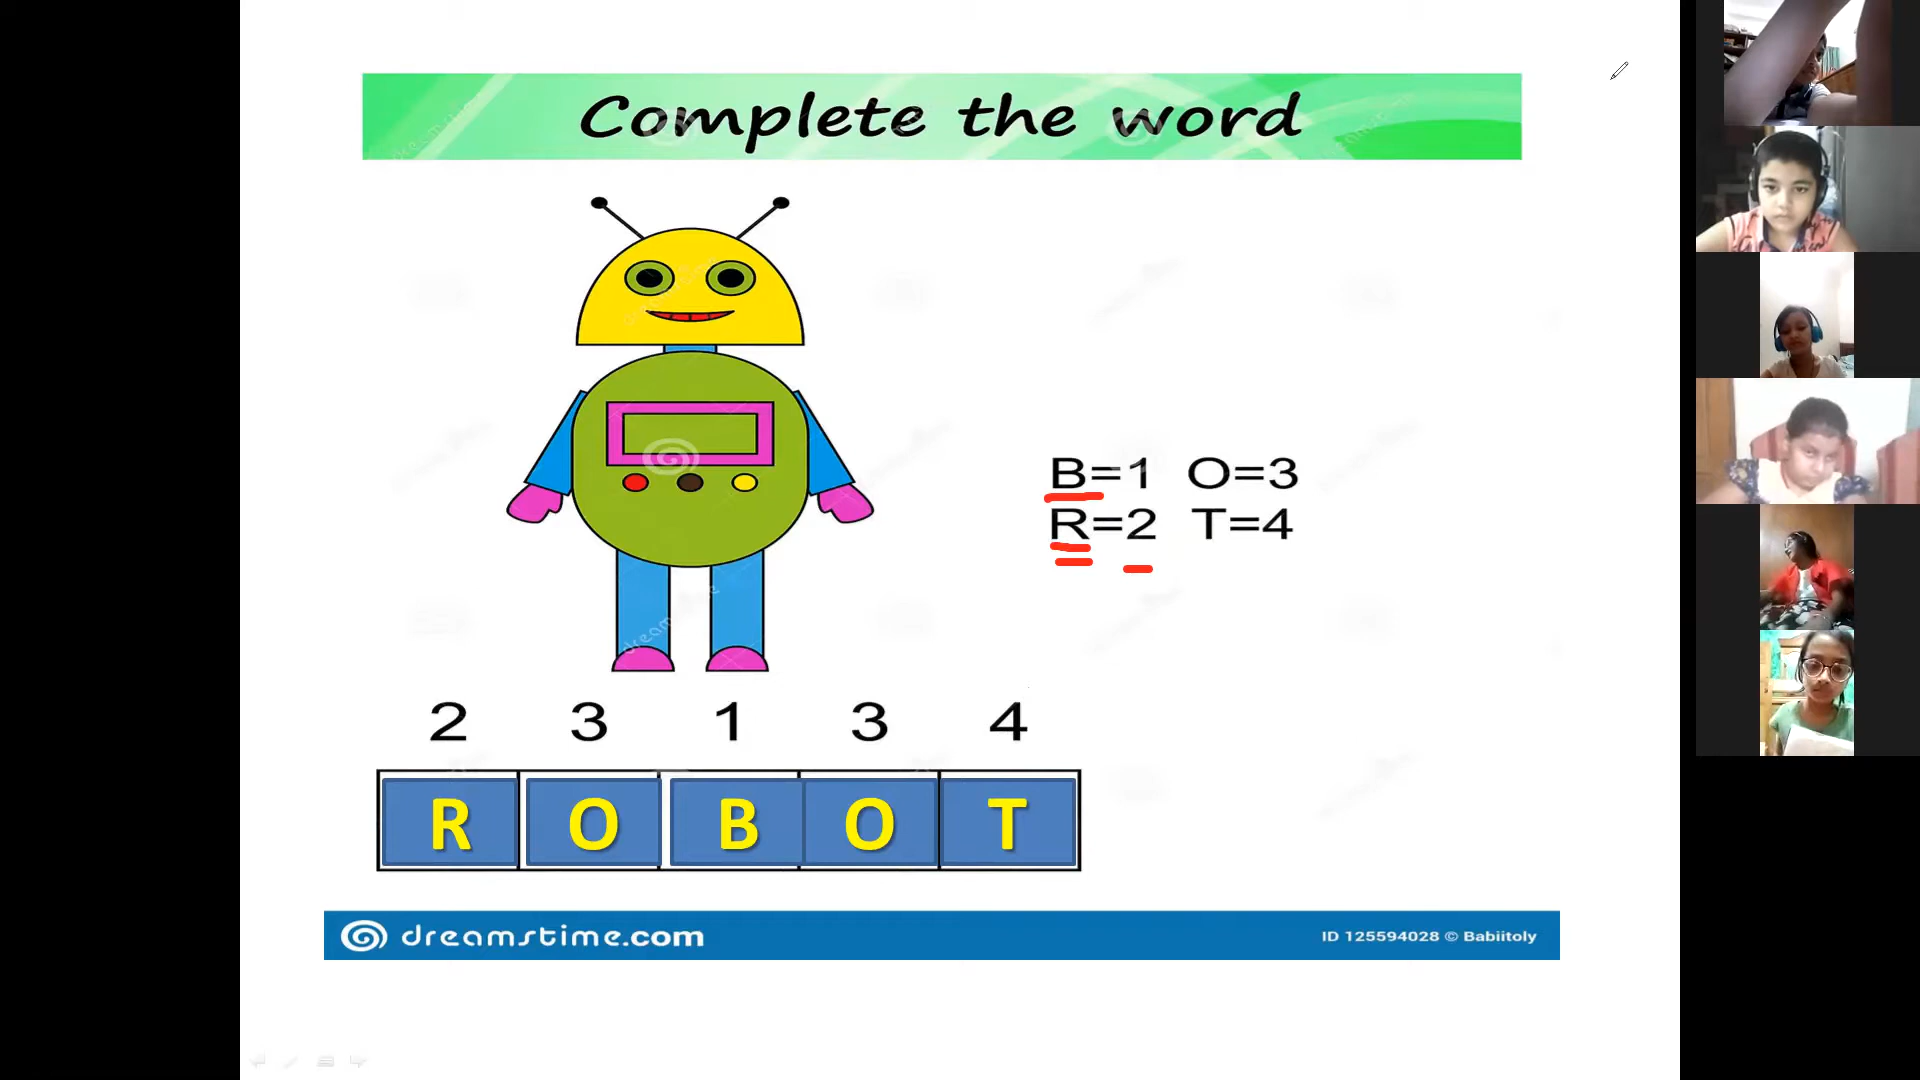 Complete the word
B=1 O=3
R=2 T=4
2 3 1 3 4
R O B O T
dreamstime.com
ID 125594028 © Babiitoly